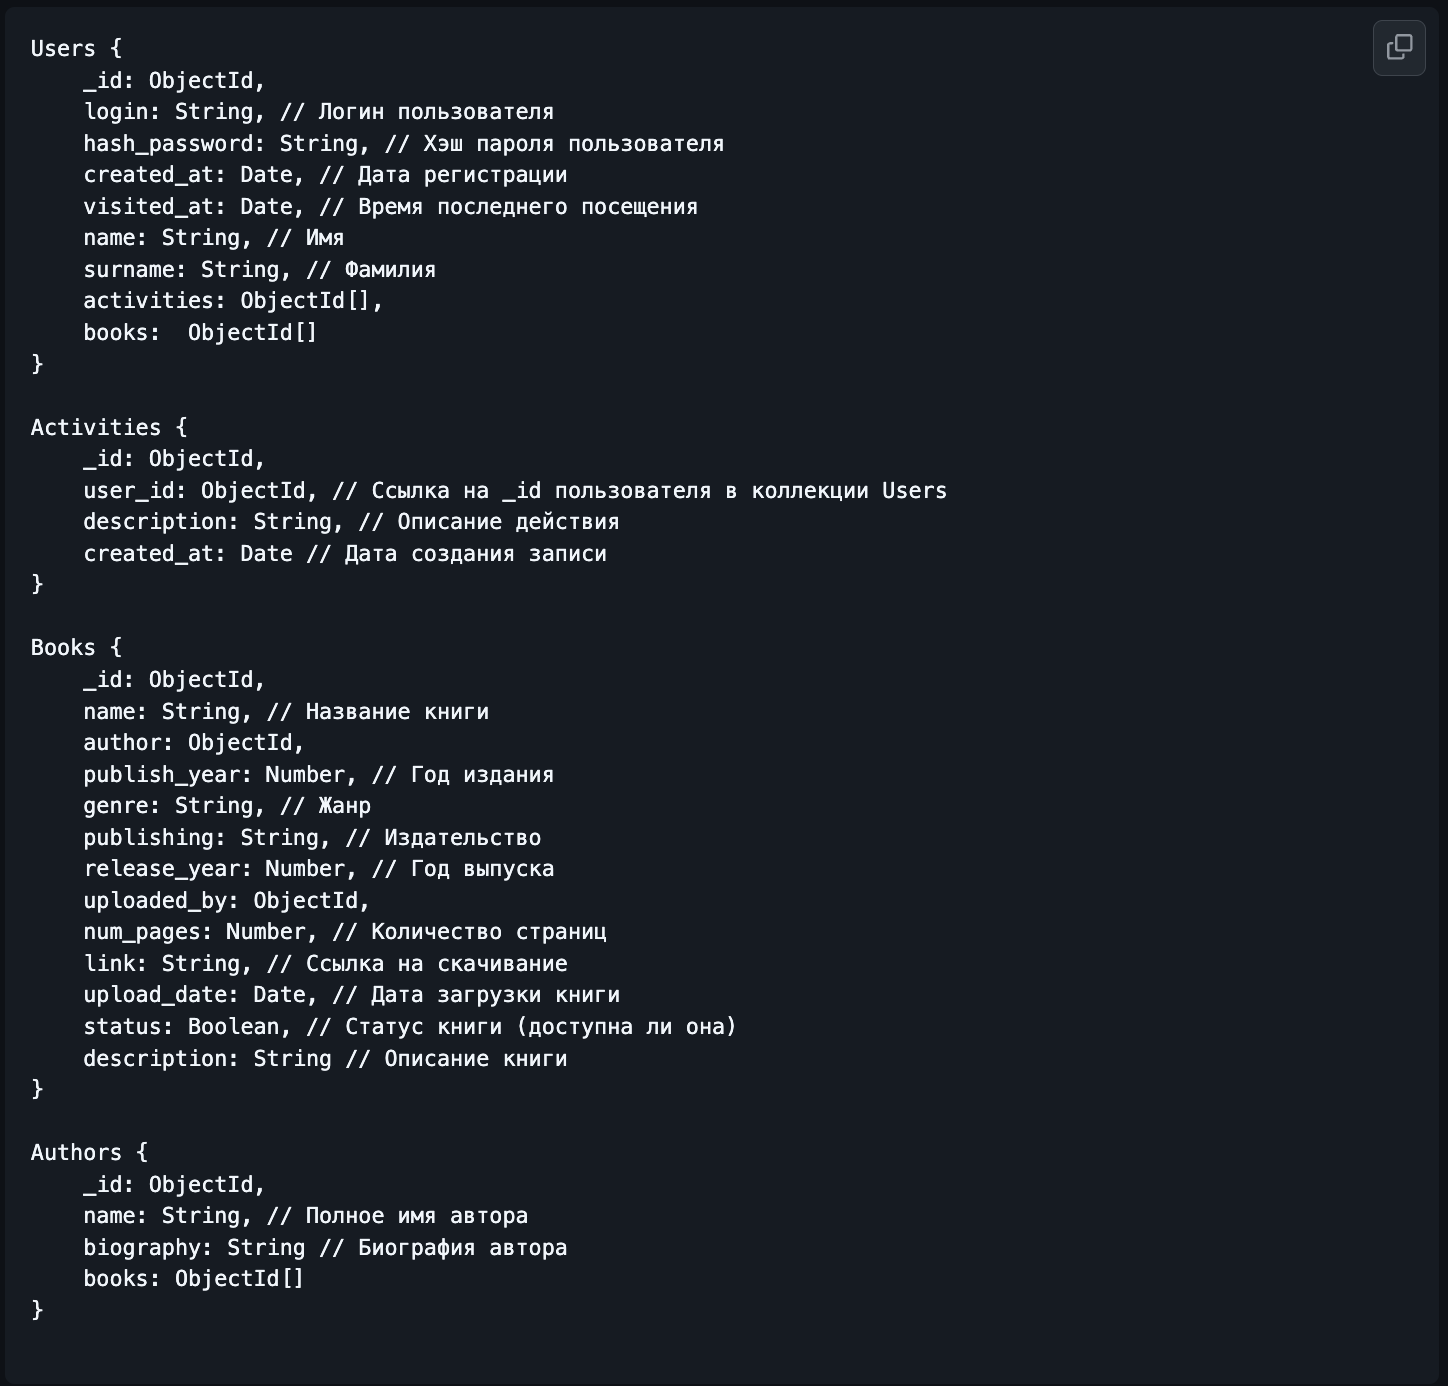 Users {
    _id: ObjectId,
    login: String, // Логин пользователя
    hash_password: String, // Хэш пароля пользователя
    created_at: Date, // Дата регистрации
    visited_at: Date, // Время последнего посещения
    name: String, // Имя
    surname: String, // Фамилия
    activities: ObjectId[],
    books:  ObjectId[]
}

Activities {
    _id: ObjectId,
    user_id: ObjectId, // Ссылка на _id пользователя в коллекции Users
    description: String, // Описание действия
    created_at: Date // Дата создания записи
}

Books {
    _id: ObjectId,
    name: String, // Название книги
    author: ObjectId,
    publish_year: Number, // Год издания
    genre: String, // Жанр
    publishing: String, // Издательство
    release_year: Number, // Год выпуска
    uploaded_by: ObjectId,
    num_pages: Number, // Количество страниц
    link: String, // Ссылка на скачивание
    upload_date: Date, // Дата загрузки книги
    status: Boolean, // Статус книги (доступна ли она)
    description: String // Описание книги
}

Authors {
    _id: ObjectId,
    name: String, // Полное имя автора
    biography: String // Биография автора
    books: ObjectId[]
}